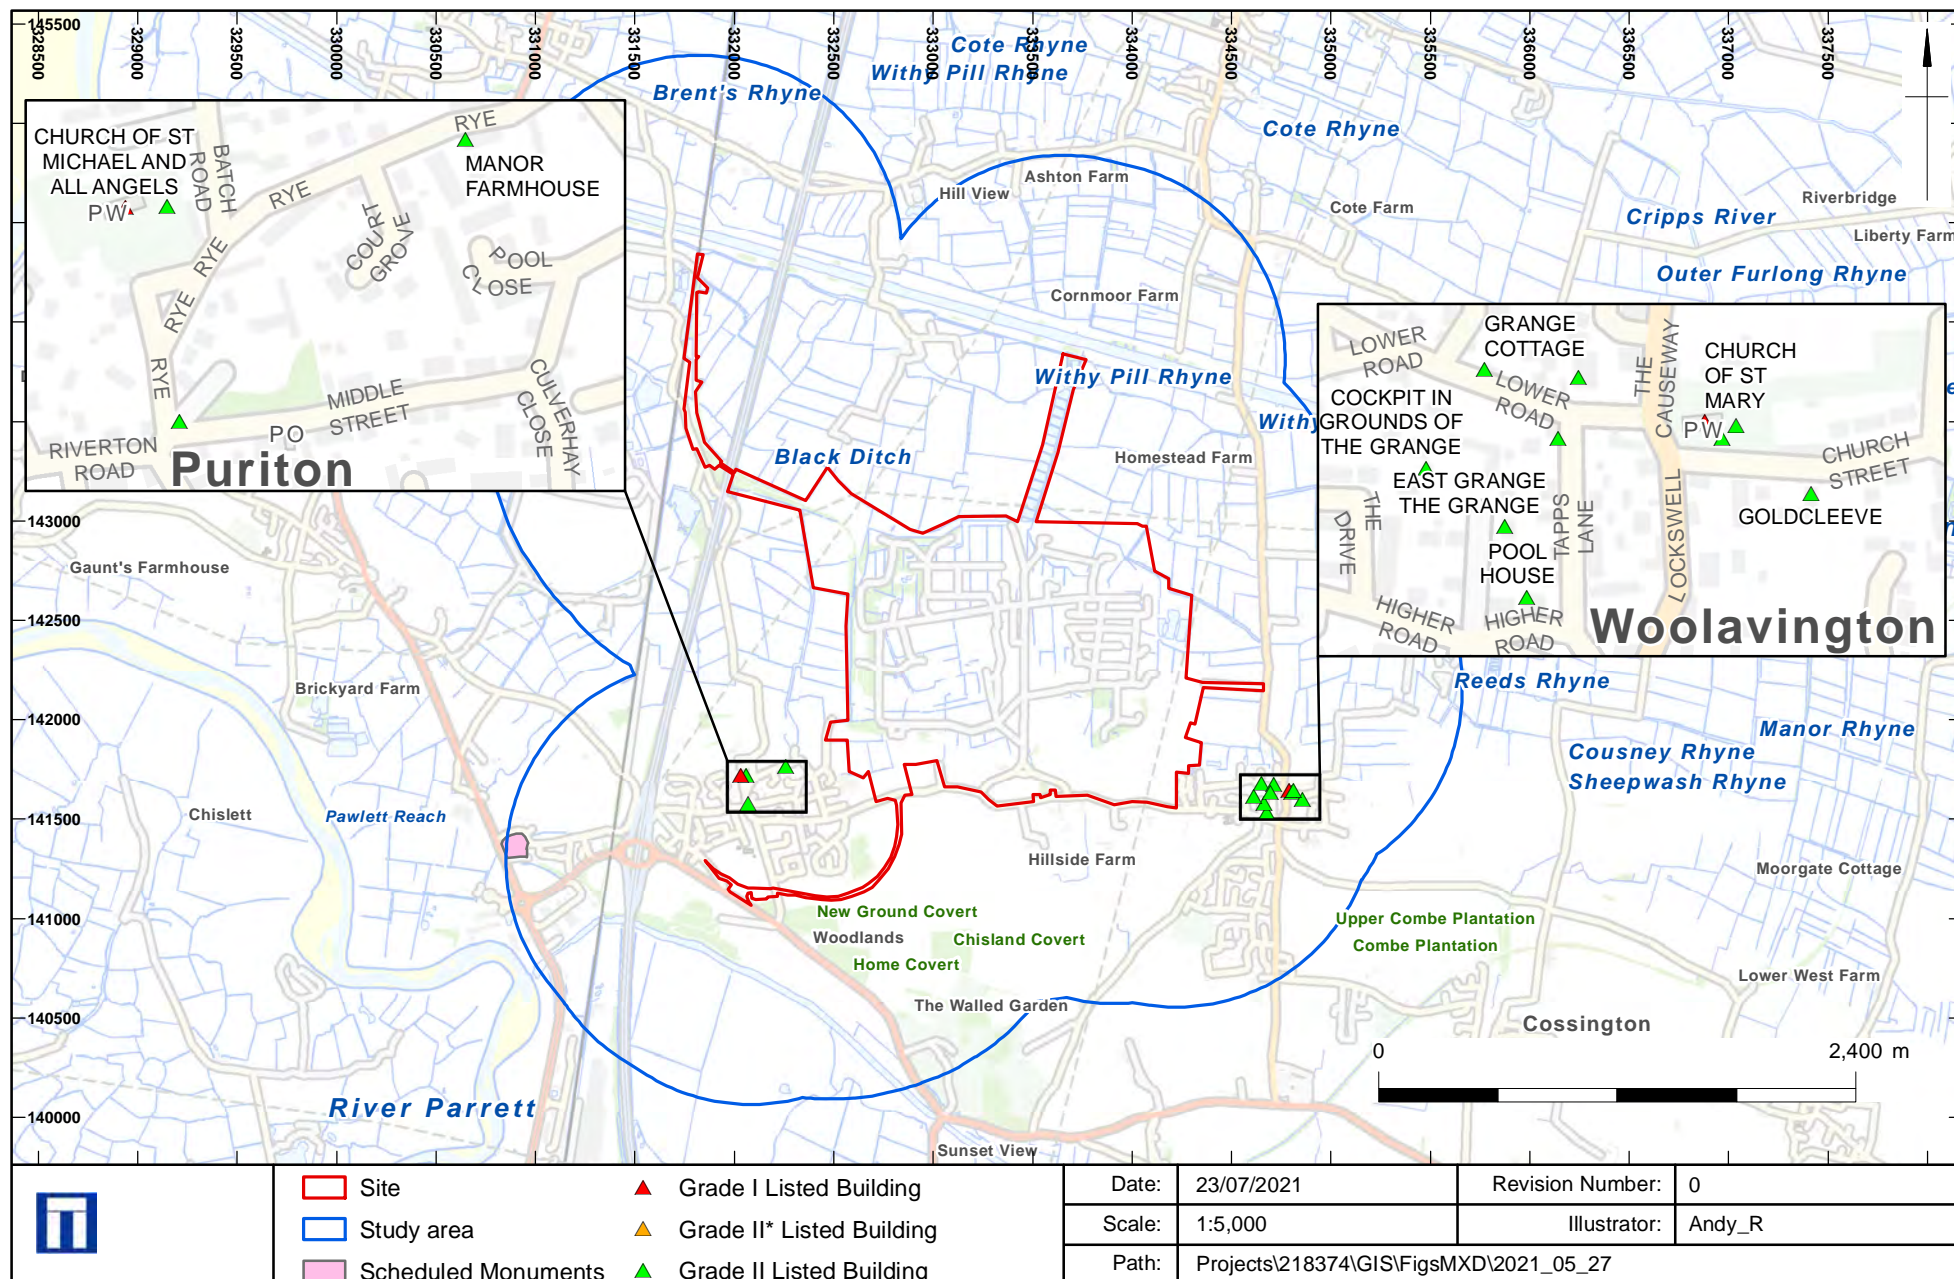 145500
328500
329000
329500
330000
330500
331000
331500
332000
332500
333000
333500
334000
334500
335000
335500
336000
336500
337000
337500
Cote Rhyne
Withy Pill Rhyne
Brent's Rhyne
Cote Rhyne
Ashton Farm
Hill View
Cote Farm
Riverbridge
Cripps River
Liberty Farm
Outer Furlong Rhyne
Cornmoor Farm
CHURCH OF ST
MICHAEL AND
ALL ANGELS
PW
BATCH
ROAD
RYE
RYE
RYE
RYE
RYE
MANOR
FARMHOUSE
COURT
GROVE
POOL
CLOSE
MIDDLE
STREET
CULVERHAY
CLOSE
PO
RIVERTON
ROAD
Puriton
Withy Pill Rhyne
Withy
Black Ditch
Homestead Farm
LOWER
ROAD
GRANGE
COTTAGE
LOWER
ROAD
THE
CAUSEWAY
CHURCH
OF ST
MARY
PW
COCKPIT IN
GROUNDS OF
THE GRANGE
EAST GRANGE
THE GRANGE
CHURCH
STREET
GOLDCLEEVE
THE
DRIVE
TAPPS
LANE
LOCKSWELL
POOL
HOUSE
HIGHER
ROAD
HIGHER
ROAD
Woolavington
143000
142500
142000
141500
141000
140500
140000
Gaunt's Farmhouse
Brickyard Farm
Chislett
Pawlett Reach
Reeds Rhyne
Manor Rhyne
Cousney Rhyne
Sheepwash Rhyne
Hillside Farm
Moorgate Cottage
New Ground Covert
Woodlands
Chisland Covert
Home Covert
Upper Combe Plantation
Combe Plantation
Lower West Farm
The Walled Garden
Cossington
River Parrett
Sunset View
0
2,400 m
Site
Study area
Scheduled Monuments
Grade I Listed Building
Grade II* Listed Building
Grade II Listed Building
Date: 23/07/2021
Revision Number: 0
Scale: 1:5,000
Illustrator: Andy_R
Path: Projects\218374\GIS\FigsMXD\2021_05_27